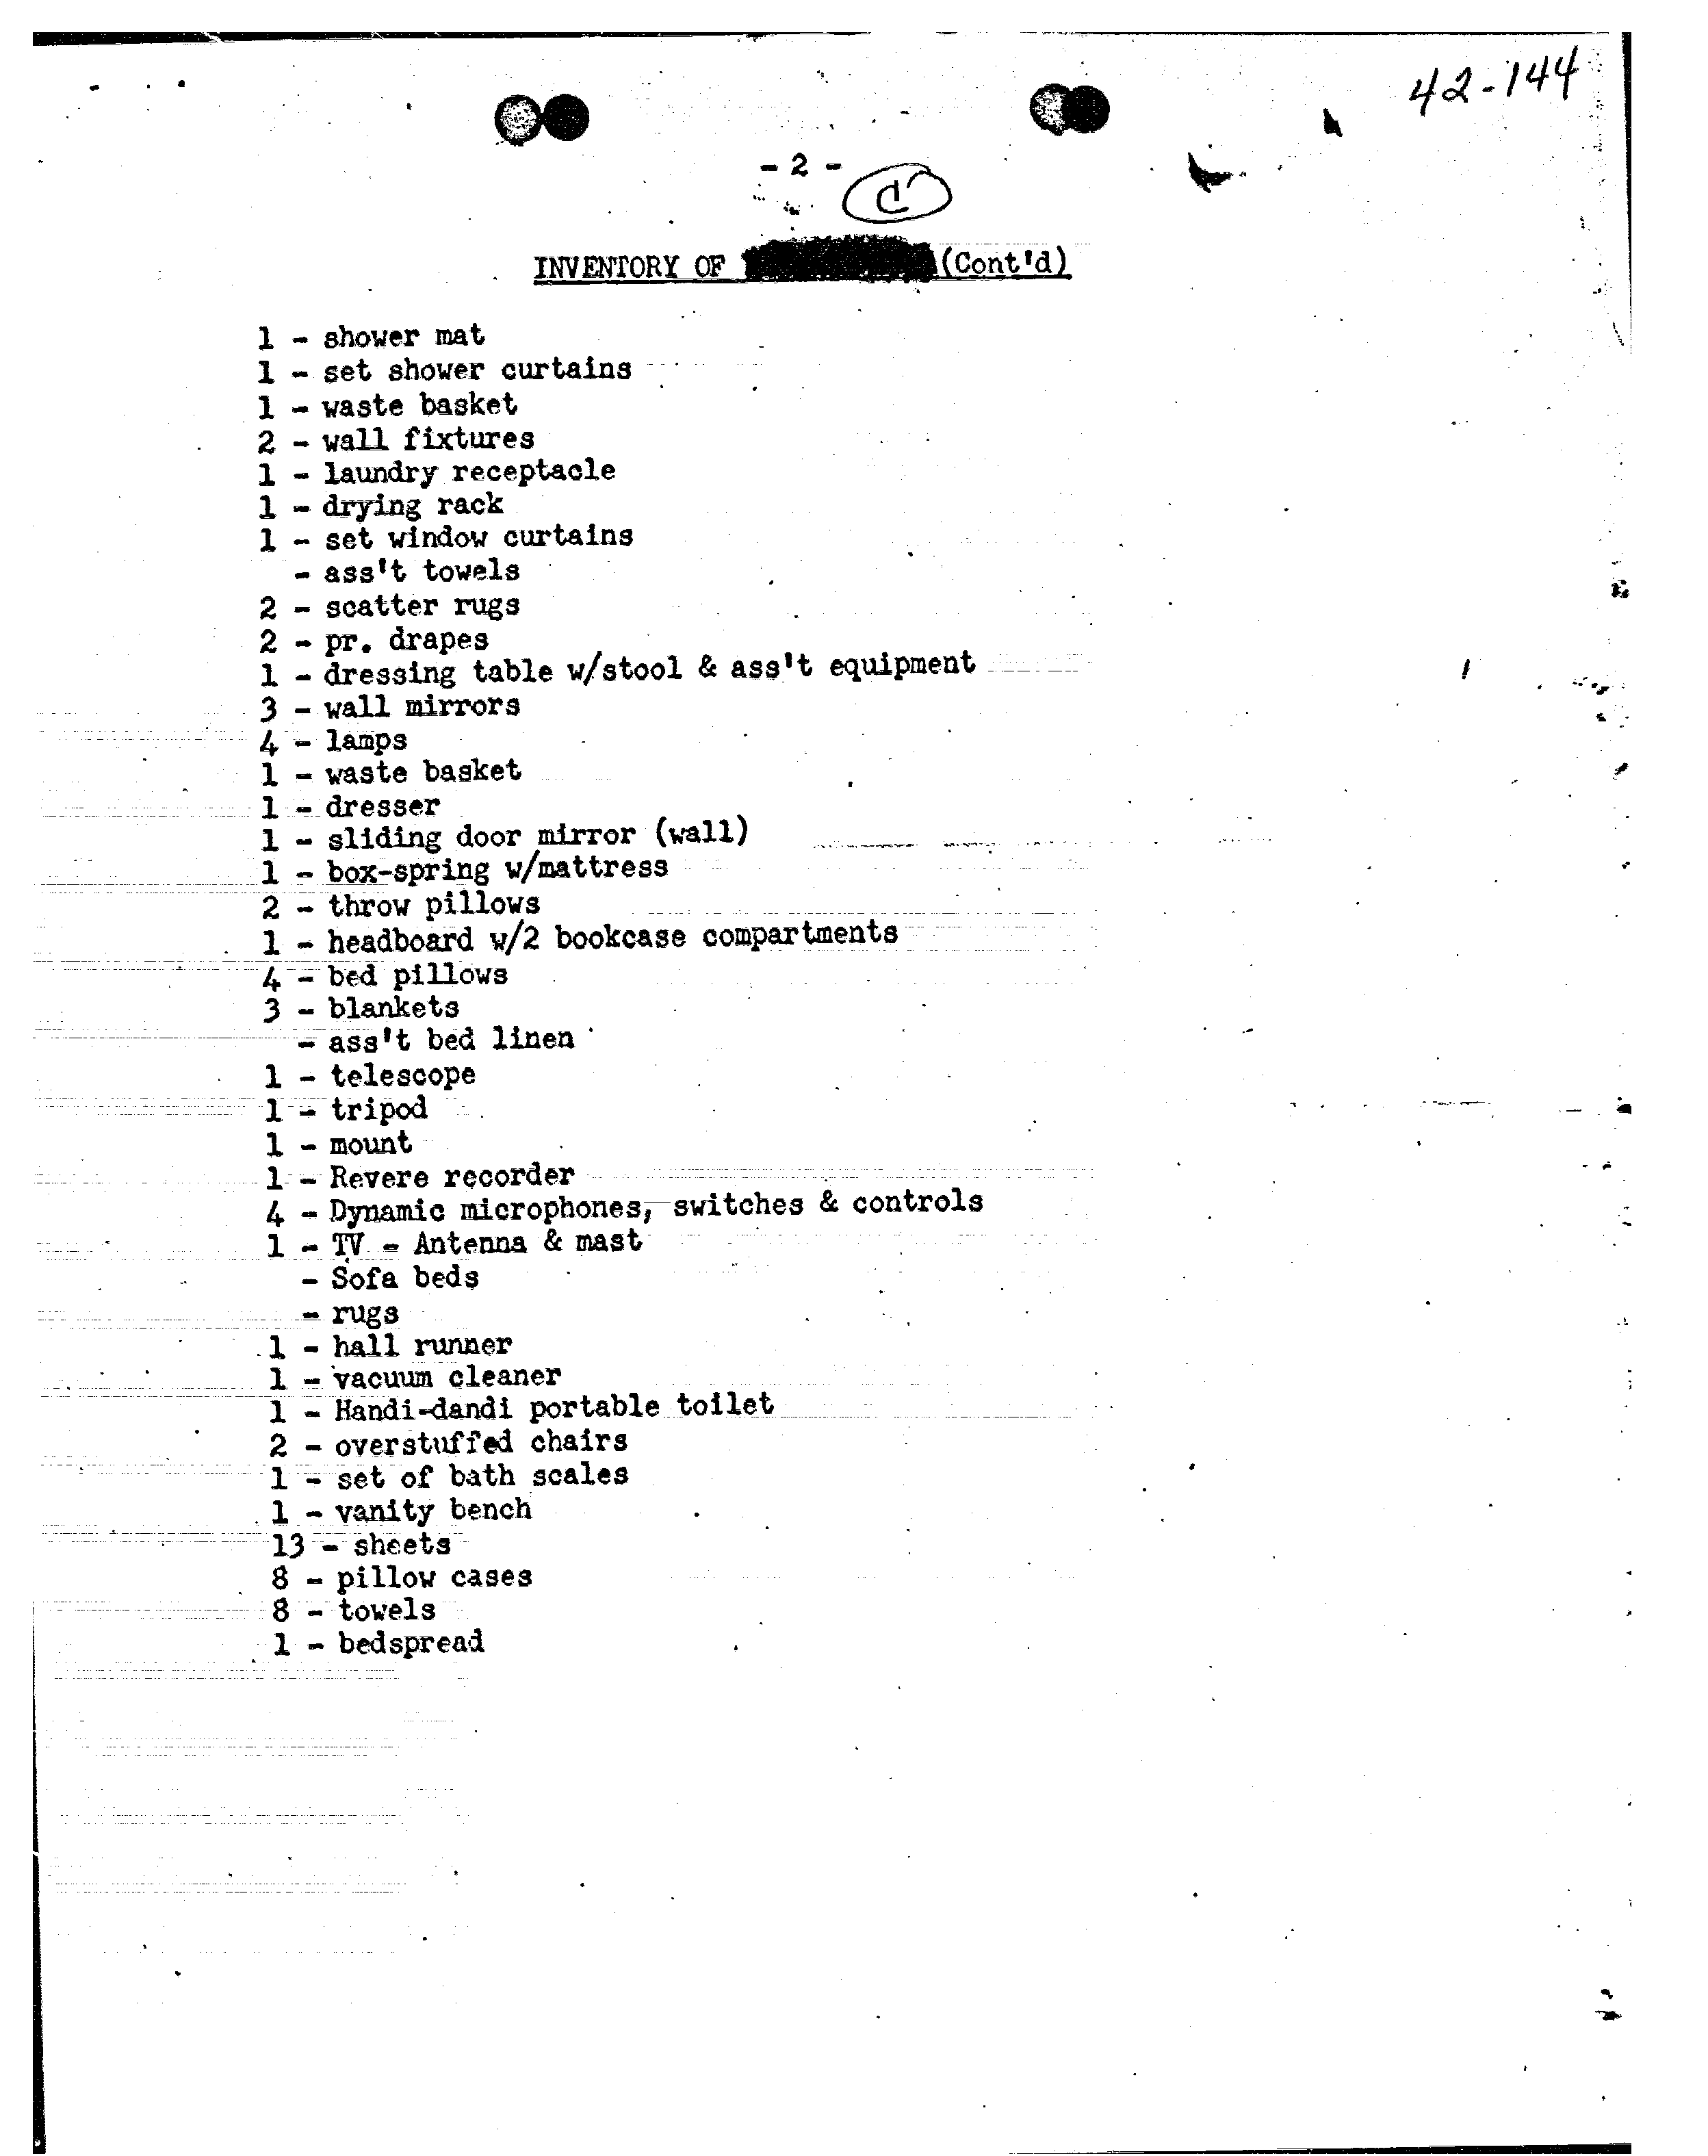 42-144
- 2 -
C
INVENTORY OF (Cont'd)
1 - shower mat
1 - set shower curtains
1 - waste basket
2 - wall fixtures
1 - laundry receptacle
1 - drying rack
1 - set window curtains
- ass't towels
2 - scatter rugs
2 - pr. drapes
1 - dressing table w/stool & ass't equipment
3 - wall mirrors
4 - lamps
1 - waste basket
1 - dresser
1 - sliding door mirror (wall)
1 - box-spring w/mattress
2 - throw pillows
1 - headboard w/2 bookcase compartments
4 - bed pillows
3 - blankets
- ass't bed linen
1 - telescope
1 - tripod
1 - mount
1 - Revere recorder
4 - Dynamic microphones, switches & controls
1 - TV - Antenna & mast
- Sofa beds
- rugs
1 - hall runner
1 - vacuum cleaner
1 - Handi-dandi portable toilet
2 - overstuffed chairs
1 - set of bath scales
1 - vanity bench
13 - sheets
8 - pillow cases
8 - towels
1 - bedspread